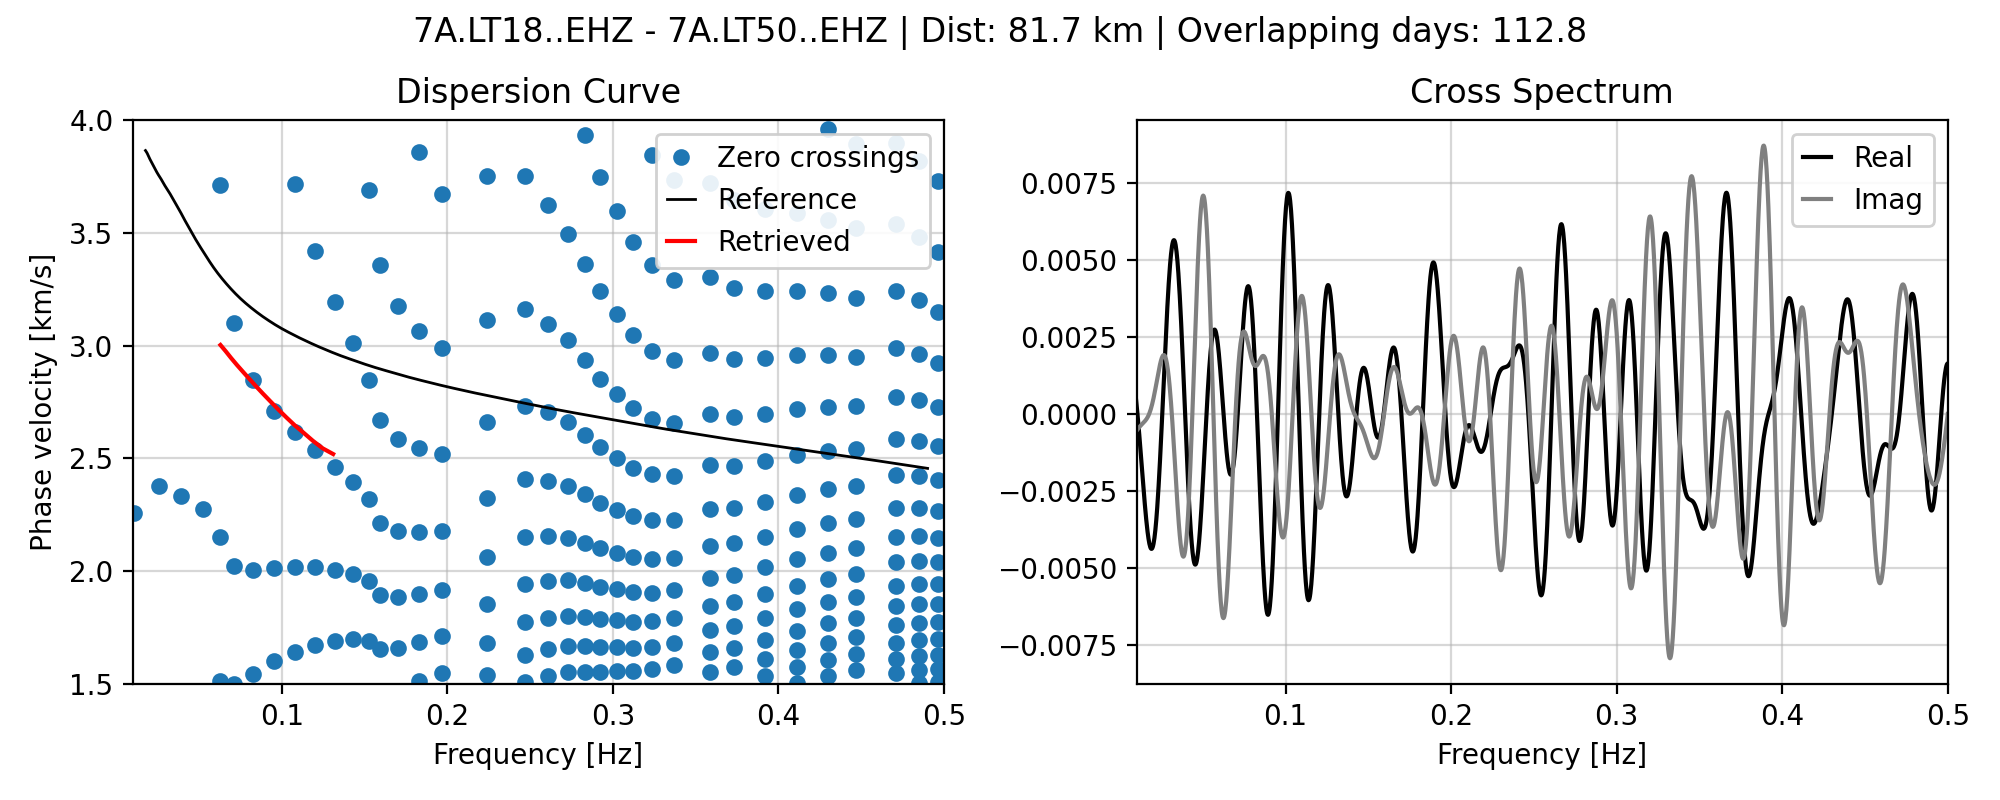 7A.LT18..EHZ - 7A.LT50..EHZ | Dist: 81.7 km | Overlapping days: 112.8
Dispersion Curve
4.0
3.5
3.0
2.5
2.0
1.5
Phase velocity [km/s]
0.1
0.2
0.3
0.4
0.5
Frequency [Hz]
Zero crossings
Reference
Retrieved
Cross Spectrum
0.0075
0.0050
0.0025
0.0000
−0.0025
−0.0050
−0.0075
0.1
0.2
0.3
0.4
0.5
Frequency [Hz]
Real
Imag